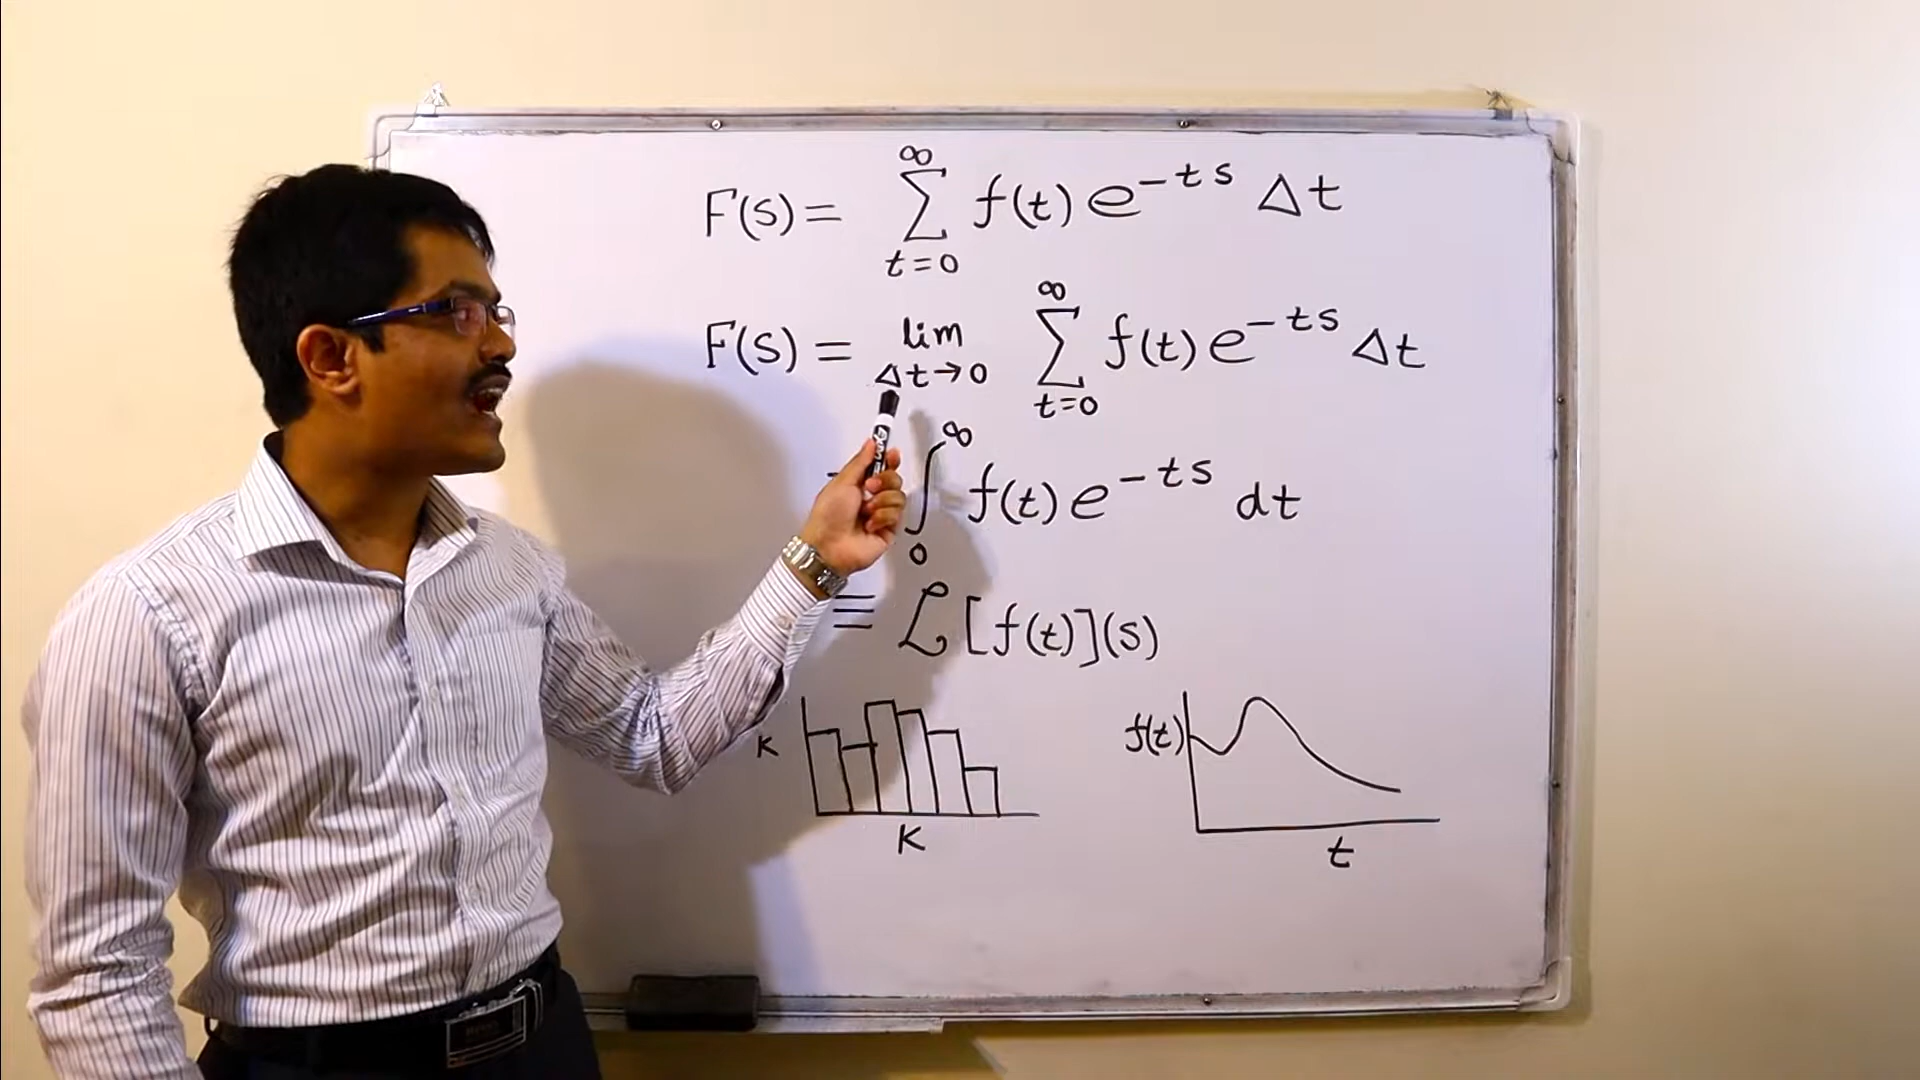 F(s) = ∞ Σ t=0 f(t) e^-ts Δt
F(s) = lim Δt→0 ∞ Σ t=0 f(t) e^-ts Δt
∫ 0 ∞ f(t) e^-ts dt
≡ ℒ [f(t)](s)
K
K
f(t)
t